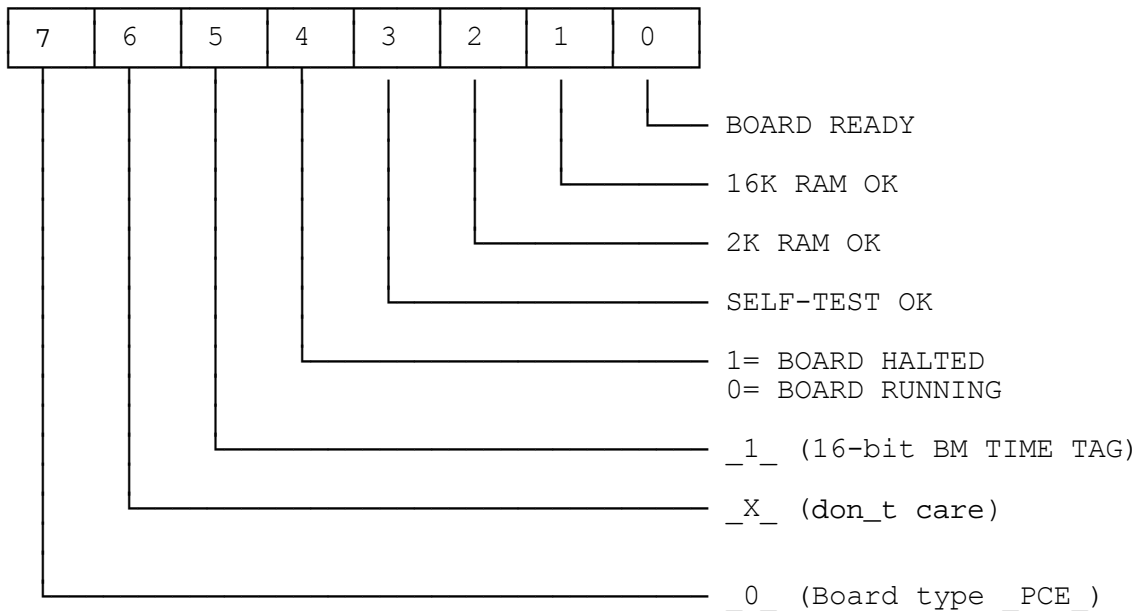 7 6 5 4 3 2 1 0
BOARD READY
16K RAM OK
2K RAM OK
SELF-TEST OK
1= BOARD HALTED
0= BOARD RUNNING
_1_ (16-bit BM TIME TAG)
_X_ (don_t care)
_0_ (Board type _PCE_)